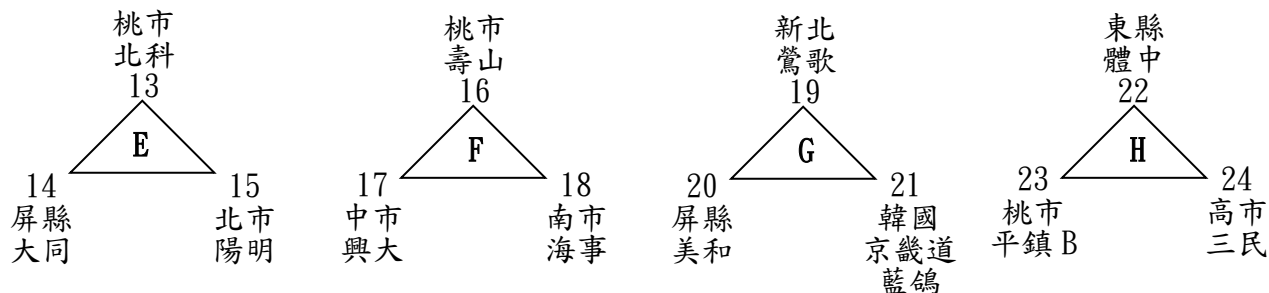 桃市
北科
13
E
14
屏縣
大同
15
北市
陽明
桃市
壽山
16
F
17
中市
興大
18
南市
海事
新北
鶯歌
19
G
20
屏縣
美和
21
韓國
京畿道
藍鴿
東縣
體中
22
H
23
桃市
平鎮B
24
高市
三民